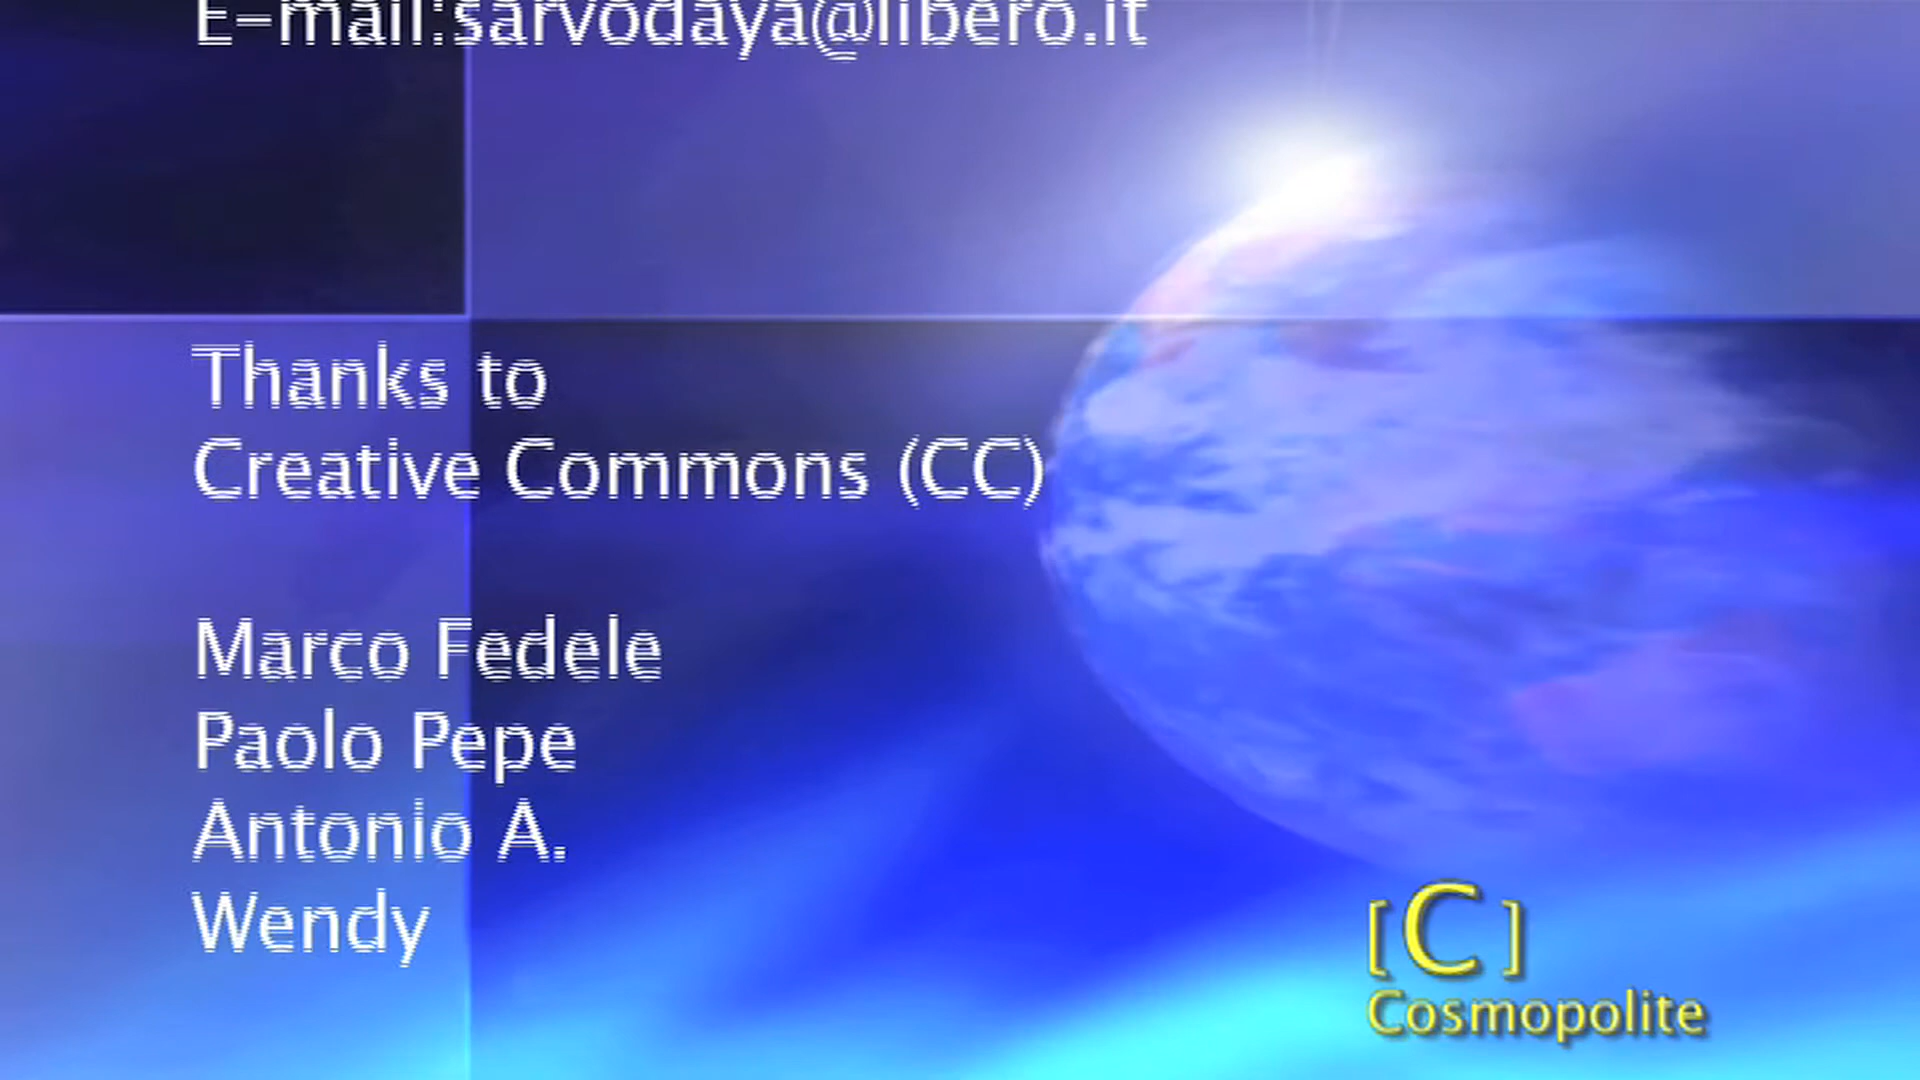 E-mail:sarvodaya@libero.it
Thanks to
Creative Commons (CC)
Marco Fedele
Paolo Pepe
Antonio A.
Wendy
[C]
Cosmopolite